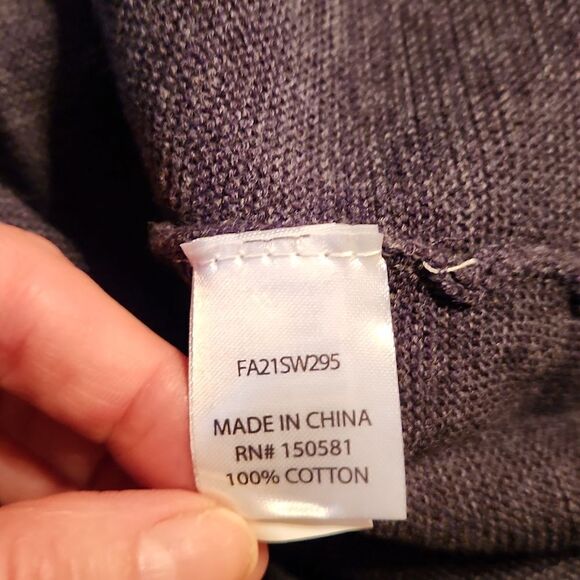 FA21SW295
MADE IN CHINA
RN# 150581
100% COTTON